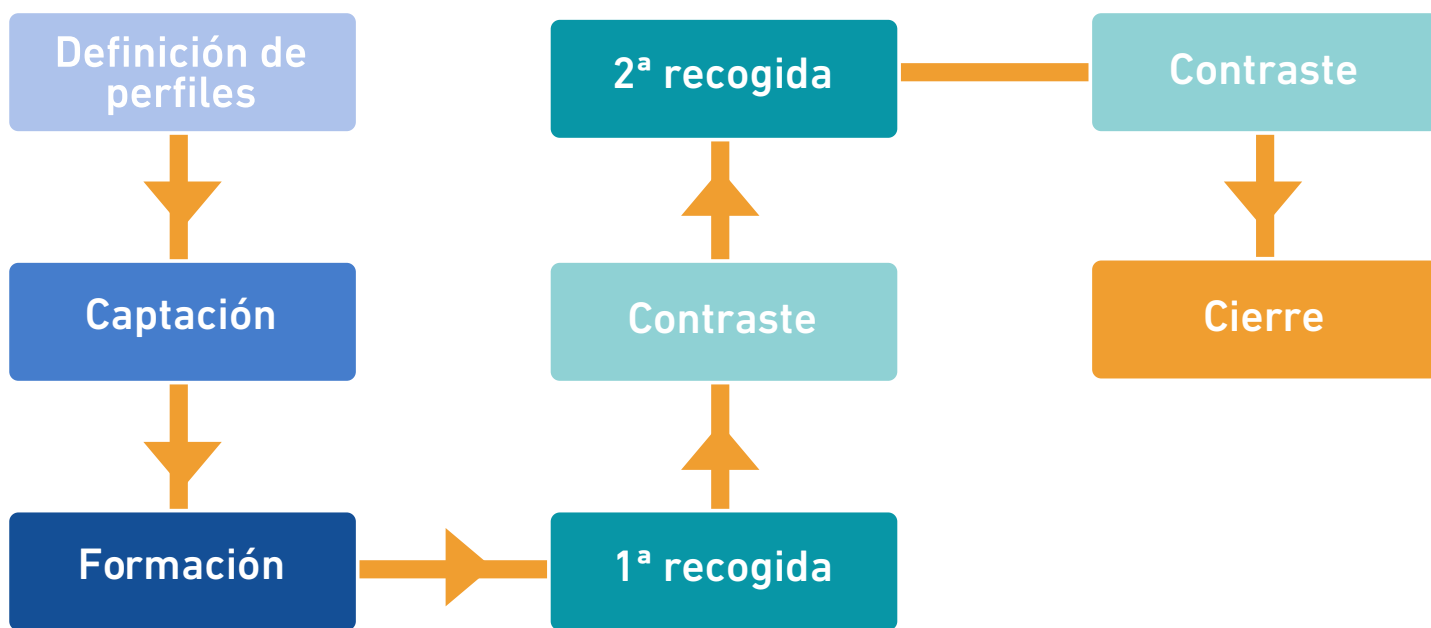 Definición de
perfiles
Captación
Formación
1ª recogida
Contraste
2ª recogida
Contraste
Cierre